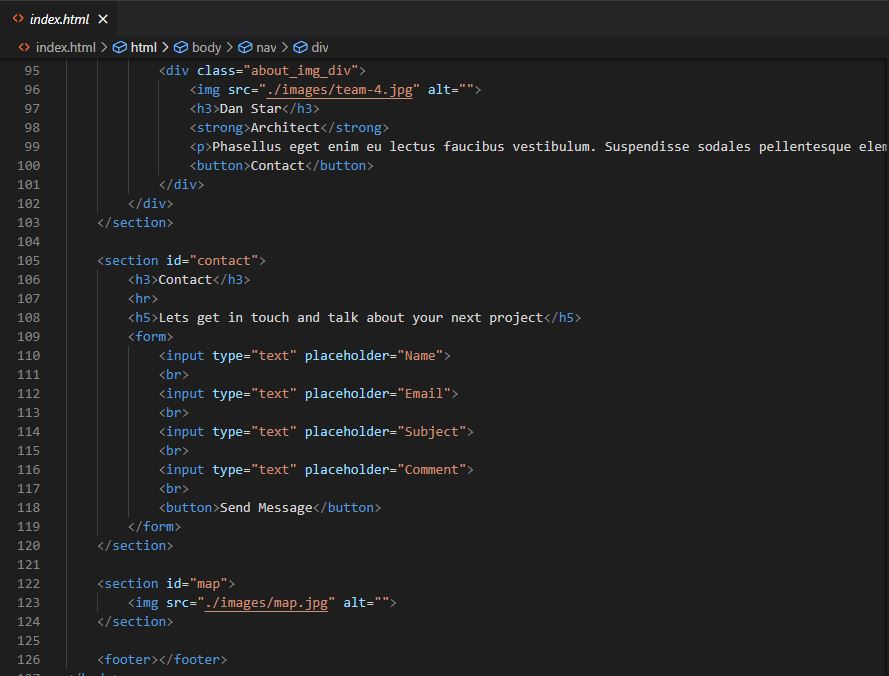 index.html
index.html > html > body > nav > div
95 <div class="about_img_div">
96 <img src="./images/team-4.jpg" alt="">
97 <h3>Dan Star</h3>
98 <strong>Architect</strong>
99 <p>Phasellus eget enim eu lectus faucibus vestibulum. Suspendisse sodales pellentesque elem
100 <button>Contact</button>
101 </div>
102 </div>
103 </section>
104
105 <section id="contact">
106 <h3>Contact</h3>
107 <hr>
108 <h5>Lets get in touch and talk about your next project</h5>
109 <form>
110 <input type="text" placeholder="Name">
111 <br>
112 <input type="text" placeholder="Email">
113 <br>
114 <input type="text" placeholder="Subject">
115 <br>
116 <input type="text" placeholder="Comment">
117 <br>
118 <button>Send Message</button>
119 </form>
120 </section>
121
122 <section id="map">
123 <img src="./images/map.jpg" alt="">
124 </section>
125
126 <footer></footer>